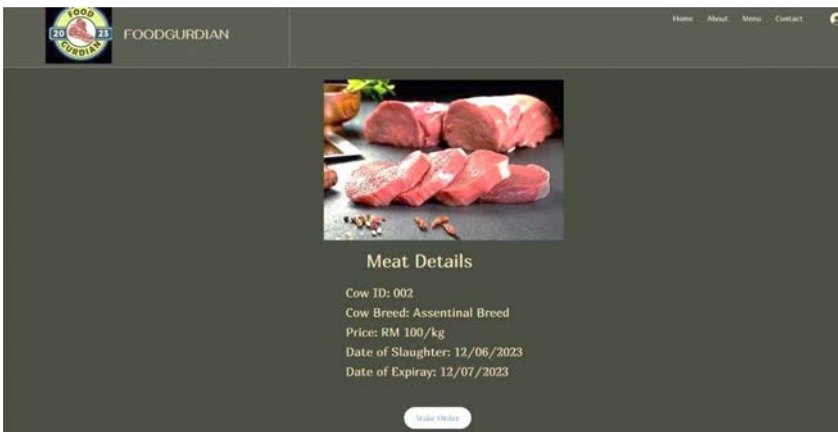 FOOD
20 23
GURDIAN
FOODGURDIAN
Home About Menu Contact
Meat Details
Cow ID: 002
Cow Breed: Assentinal Breed
Price: RM 100/kg
Date of Slaughter: 12/06/2023
Date of Expiray: 12/07/2023
Make Order